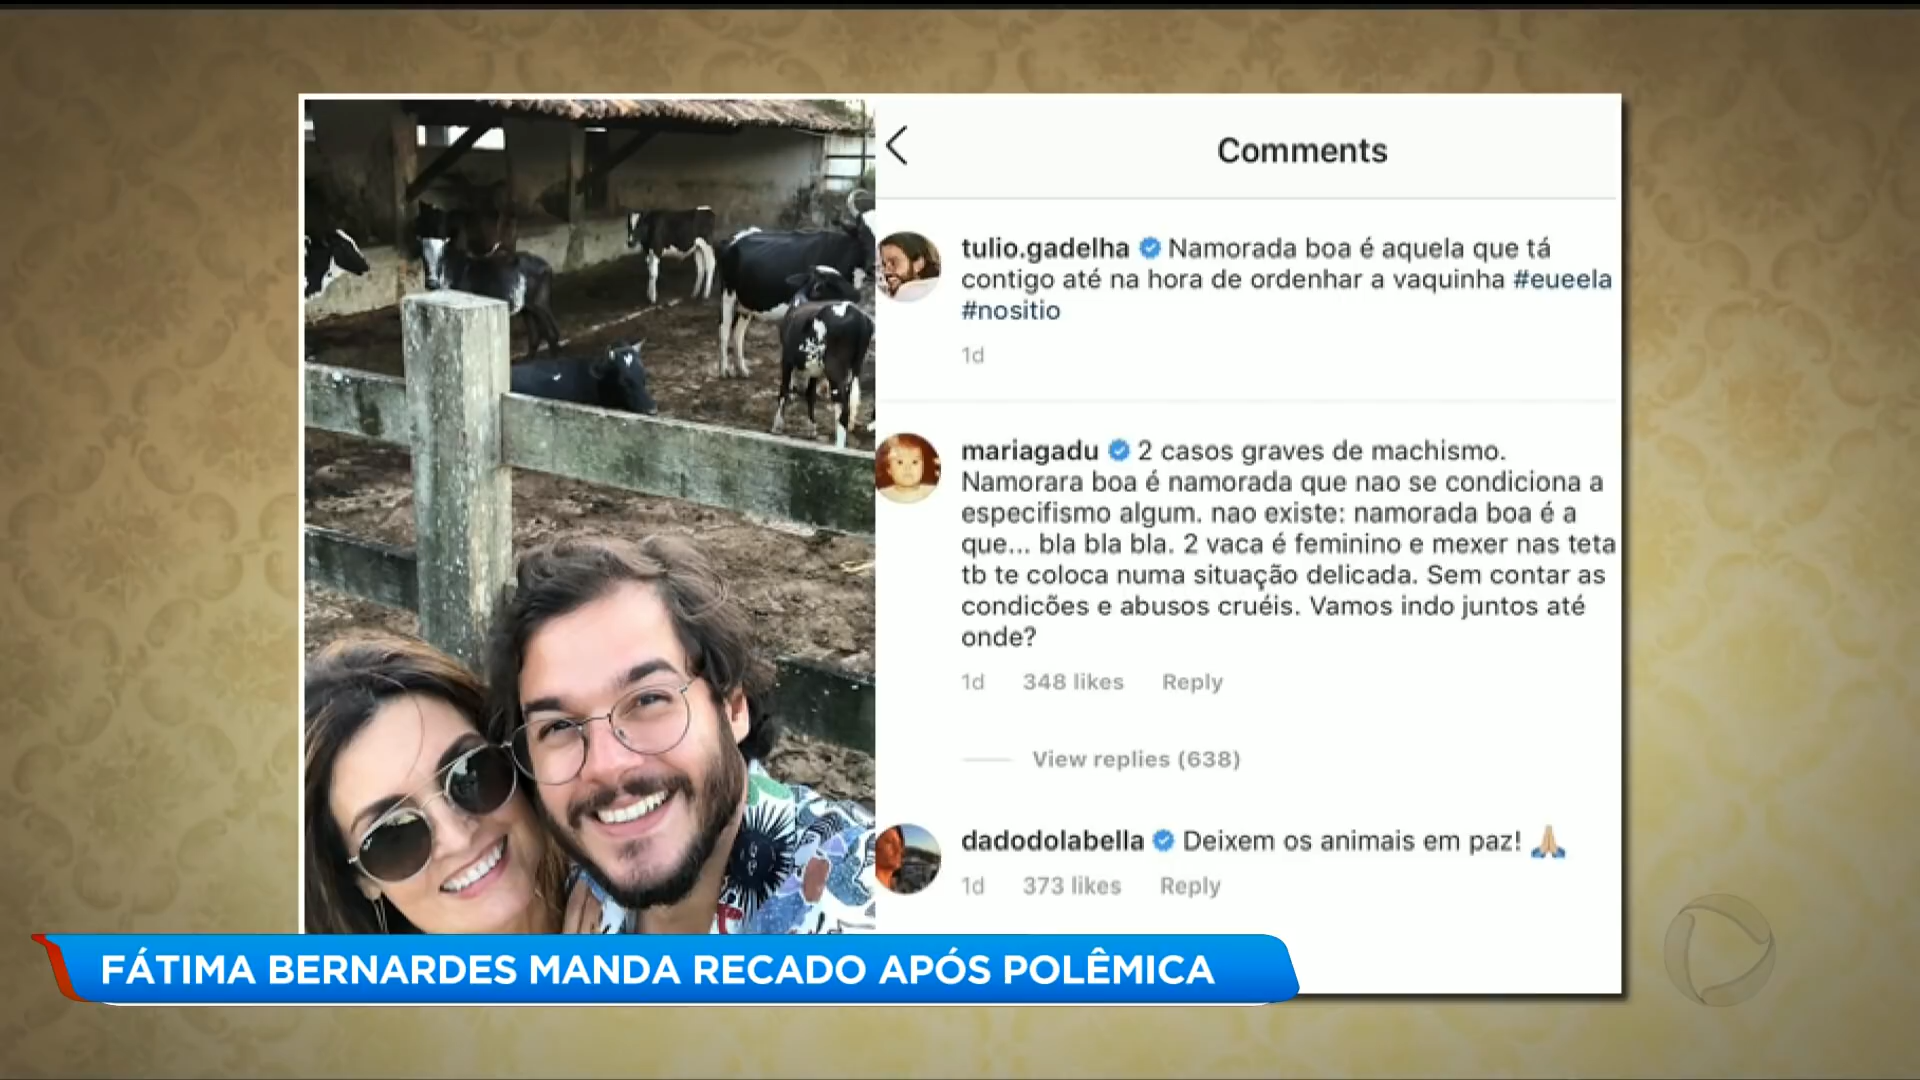 Comments
tulio.gadelha Namorada boa é aquela que tá
contigo até na hora de ordenhar a vaquinha #eueela
#nositio
1d
mariagadu 2 casos graves de machismo.
Namorara boa é namorada que nao se condiciona a
especifismo algum. nao existe: namorada boa é a
que... bla bla bla. 2 vaca é feminino e mexer nas teta
tb te coloca numa situação delicada. Sem contar as
condicões e abusos cruéis. Vamos indo juntos até
onde?
1d 348 likes Reply
View replies (638)
dadodolabella Deixem os animais em paz! 🙏🏼
1d 373 likes Reply
FÁTIMA BERNARDES MANDA RECADO APÓS POLÊMICA